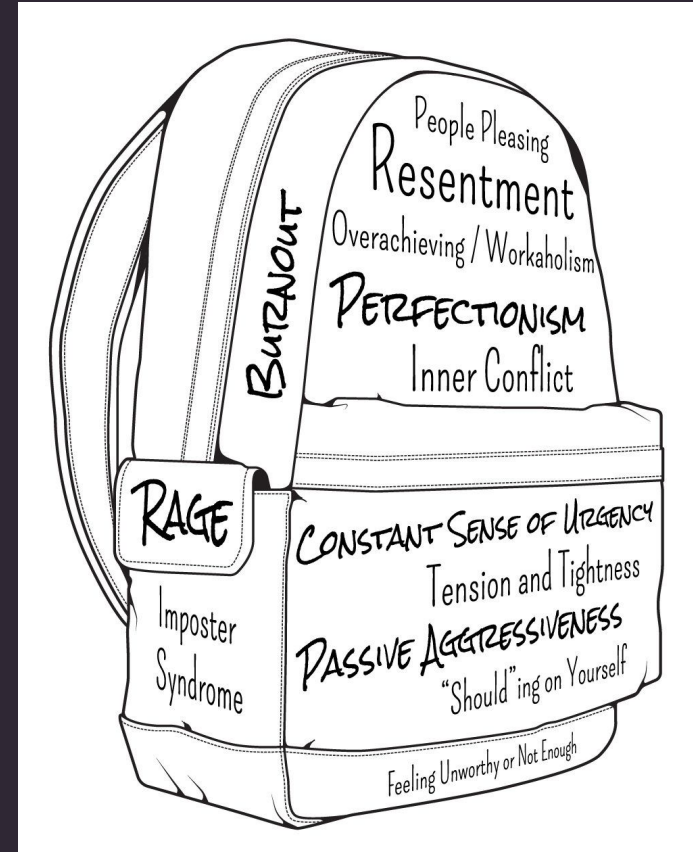 People Pleasing
Resentment
Overachieving / Workaholism
PERFECTIONISM
Inner Conflict
BURNOUT
RAGE
Imposter
Syndrome
CONSTANT SENSE OF URGENCY
Tension and Tightness
PASSIVE AGGRESSIVENESS
"Should"ing on Yourself
Feeling Unworthy or Not Enough